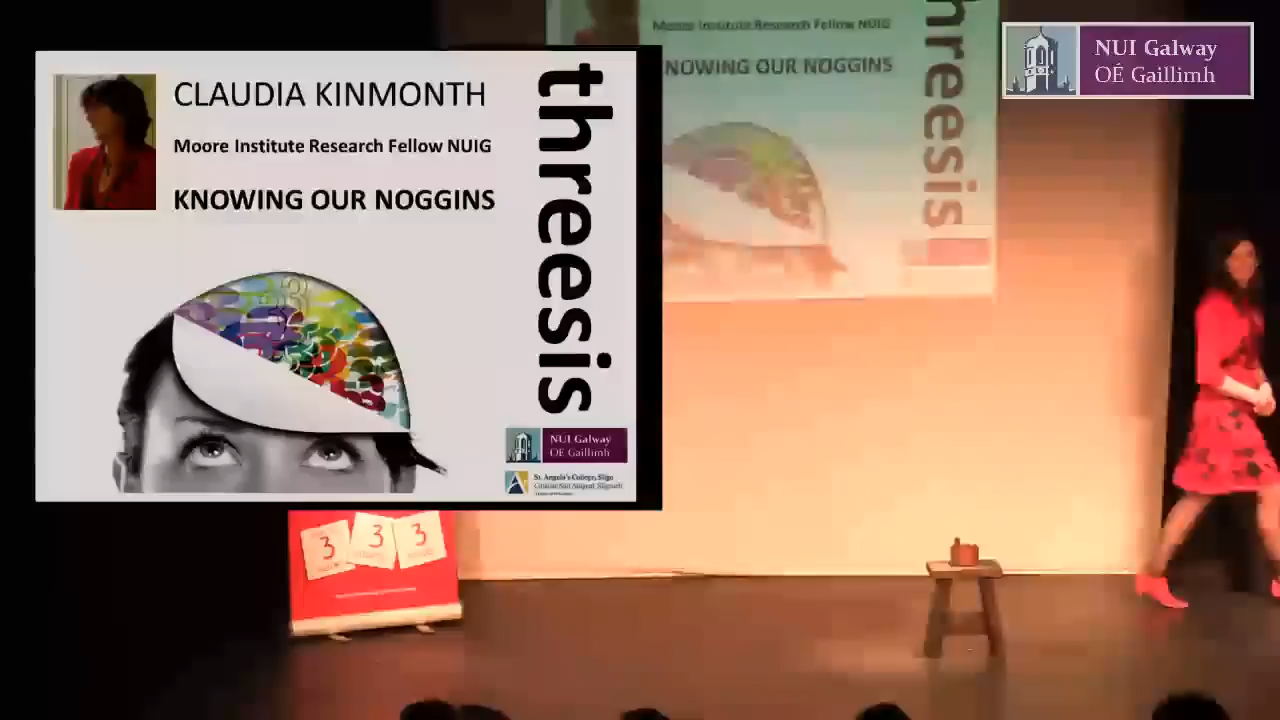 CLAUDIA KINMONTH
Moore Institute Research Fellow NUIG
KNOWING OUR NOGGINS
threesis
NUI Galway
OÉ Gaillimh
St. Angela's College, Sligo
Moore Institute Research Fellow NUIG
KNOWING OUR NOGGINS
hreesis
NUI Galway
OÉ Gaillimh
3 3 3